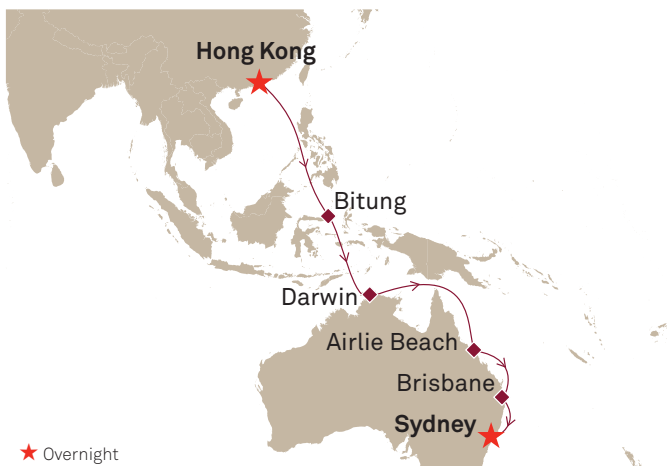 Hong Kong
Bitung
Darwin
Airlie Beach
Brisbane
Sydney
Overnight